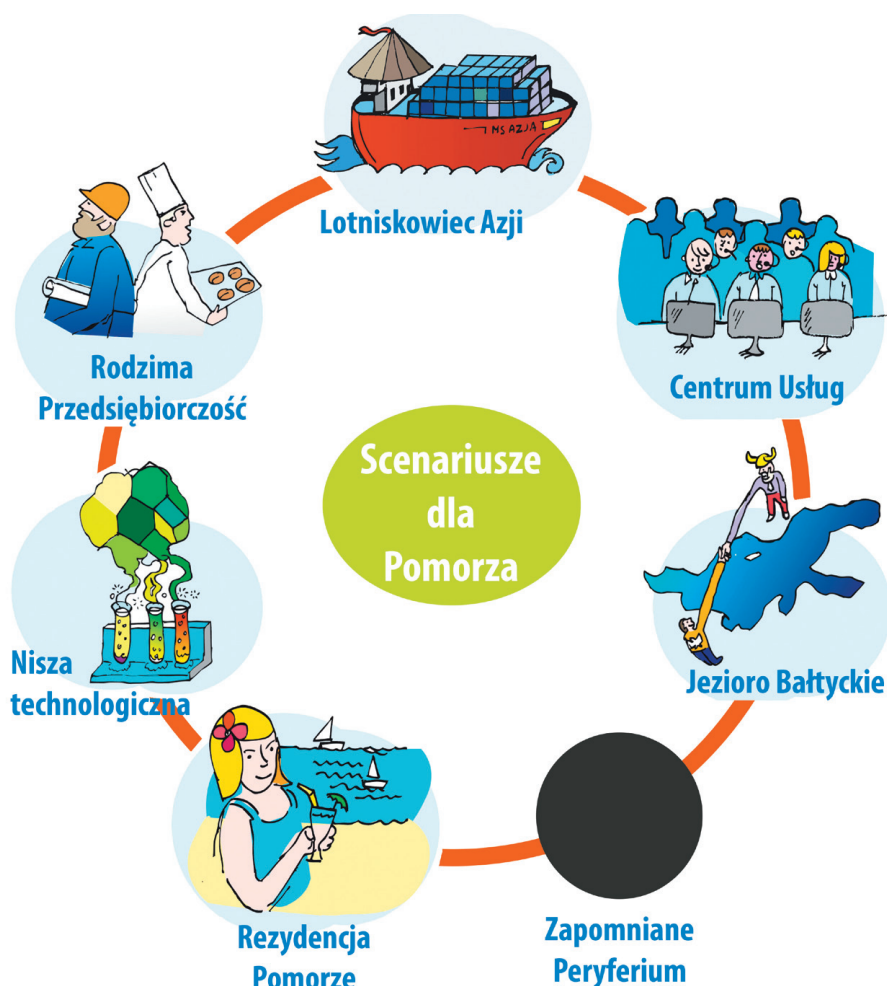 MS AZJA
Lotniskowiec Azji
Centrum Usług
Jezioro Bałtyckie
Zapomniane
Peryferium
Rezydencja
Pomorze
Nisza
technologiczna
Rodzima
Przedsiębiorczość
Scenariusze
dla
Pomorza